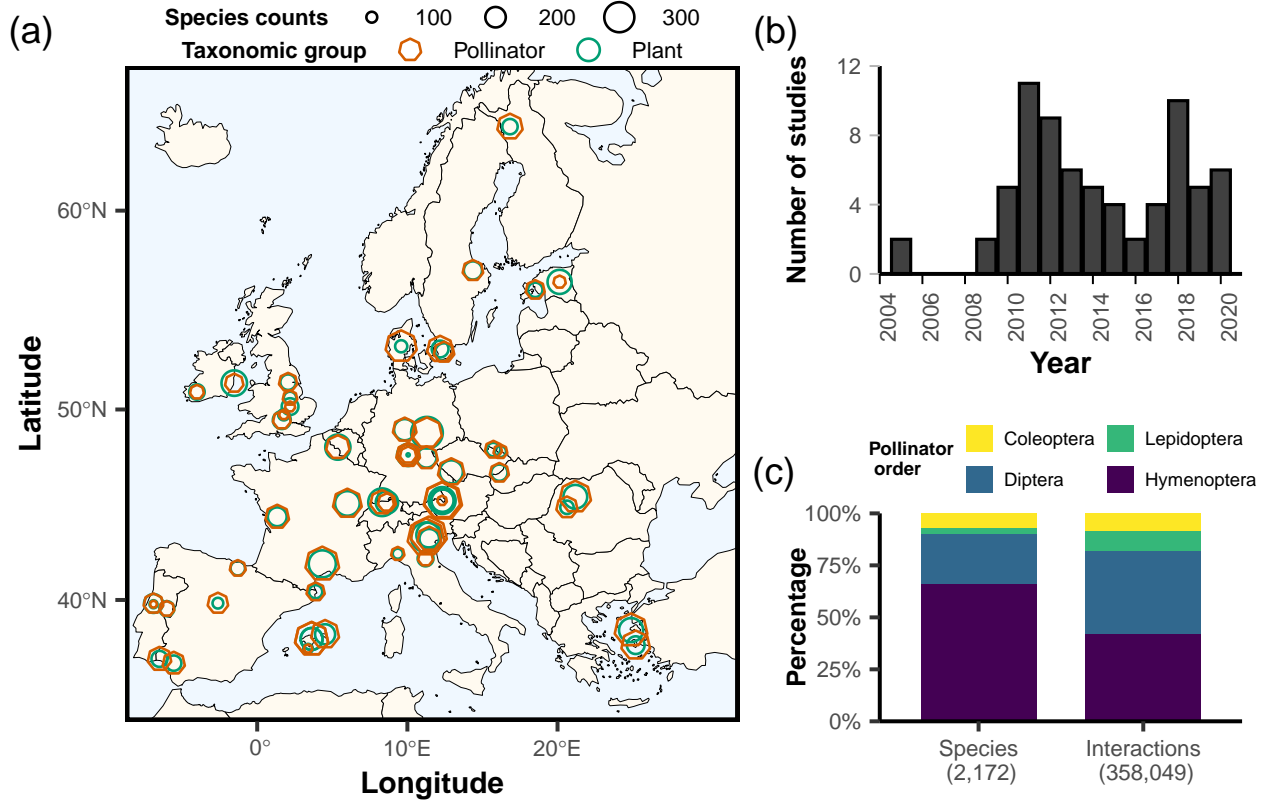 (a)
Species counts 100 200 300
Taxonomic group Pollinator Plant
60°N
50°N
40°N
Latitude
0° 10°E 20°E
Longitude
(b)
Number of studies
12
8
4
0
2004 2006 2008 2010 2012 2014 2016 2018 2020
Year
(c)
Pollinator order
Coleoptera Lepidoptera
Diptera Hymenoptera
Percentage
100%
75%
50%
25%
0%
Species Interactions
(2,172) (358,049)